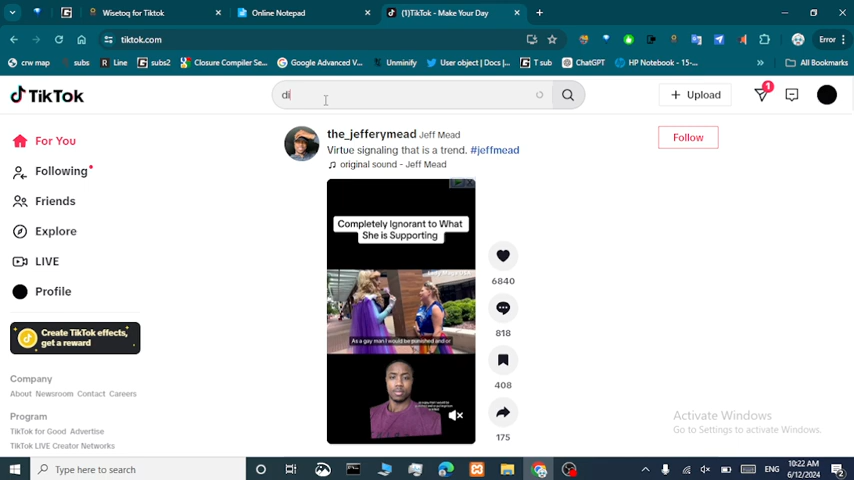 Wisetoq for Tiktok
Online Notepad
(1)TikTok - Make Your Day
tiktok.com
Error
crw map
subs
Line
subs2
Closure Compiler Se...
Google Advanced V...
Unminify
User object | Docs...
T sub
ChatGPT
HP Notebook - 15-...
All Bookmarks
TikTok
di
Upload
1
For You
Following
Friends
Explore
LIVE
Profile
Create TikTok effects,
get a reward
Company
About Newsroom Contact Careers
Program
TikTok for Good Advertise
TikTok LIVE Creator Networks
the_jefferymead Jeff Mead
Virtue signaling that is a trend. #jeffmead
original sound - Jeff Mead
Follow
Completely Ignorant to What
She is Supporting
As a gay man I would be punished and/or
6840
818
408
175
Activate Windows
Go to Settings to activate Windows.
Type here to search
ENG
10:22 AM
6/12/2024
2